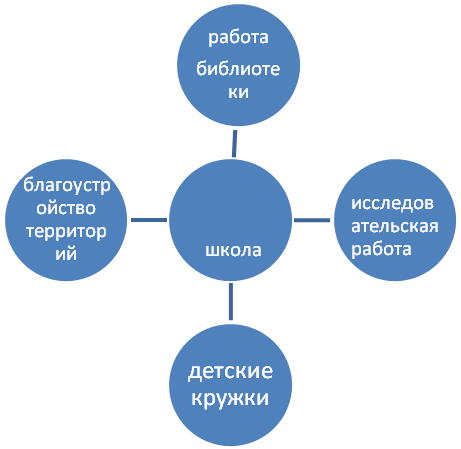 работа
библиоте
ки
благоустр
ойство
территор
ий
школа
исследов
ательская
работа
детские
кружки